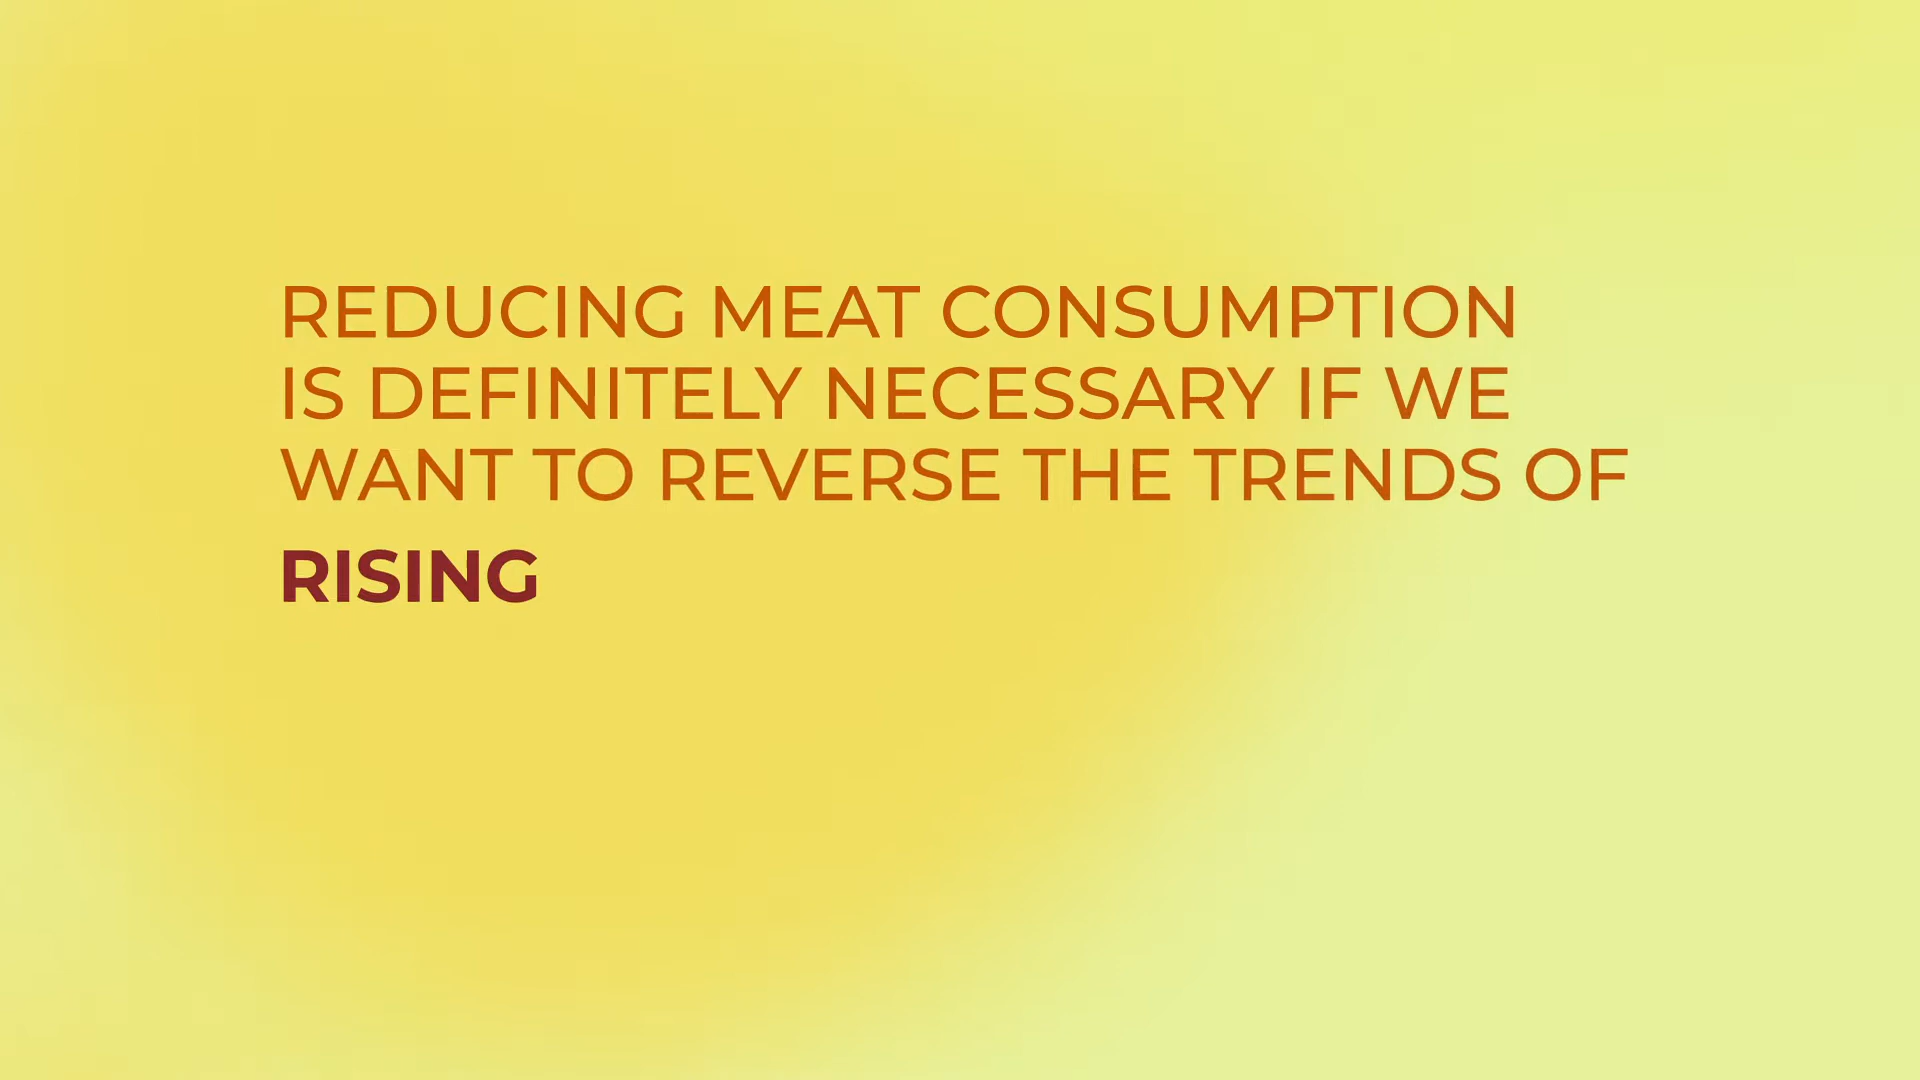 REDUCING MEAT CONSUMPTION
IS DEFINITELY NECESSARY IF WE
WANT TO REVERSE THE TRENDS OF
RISING